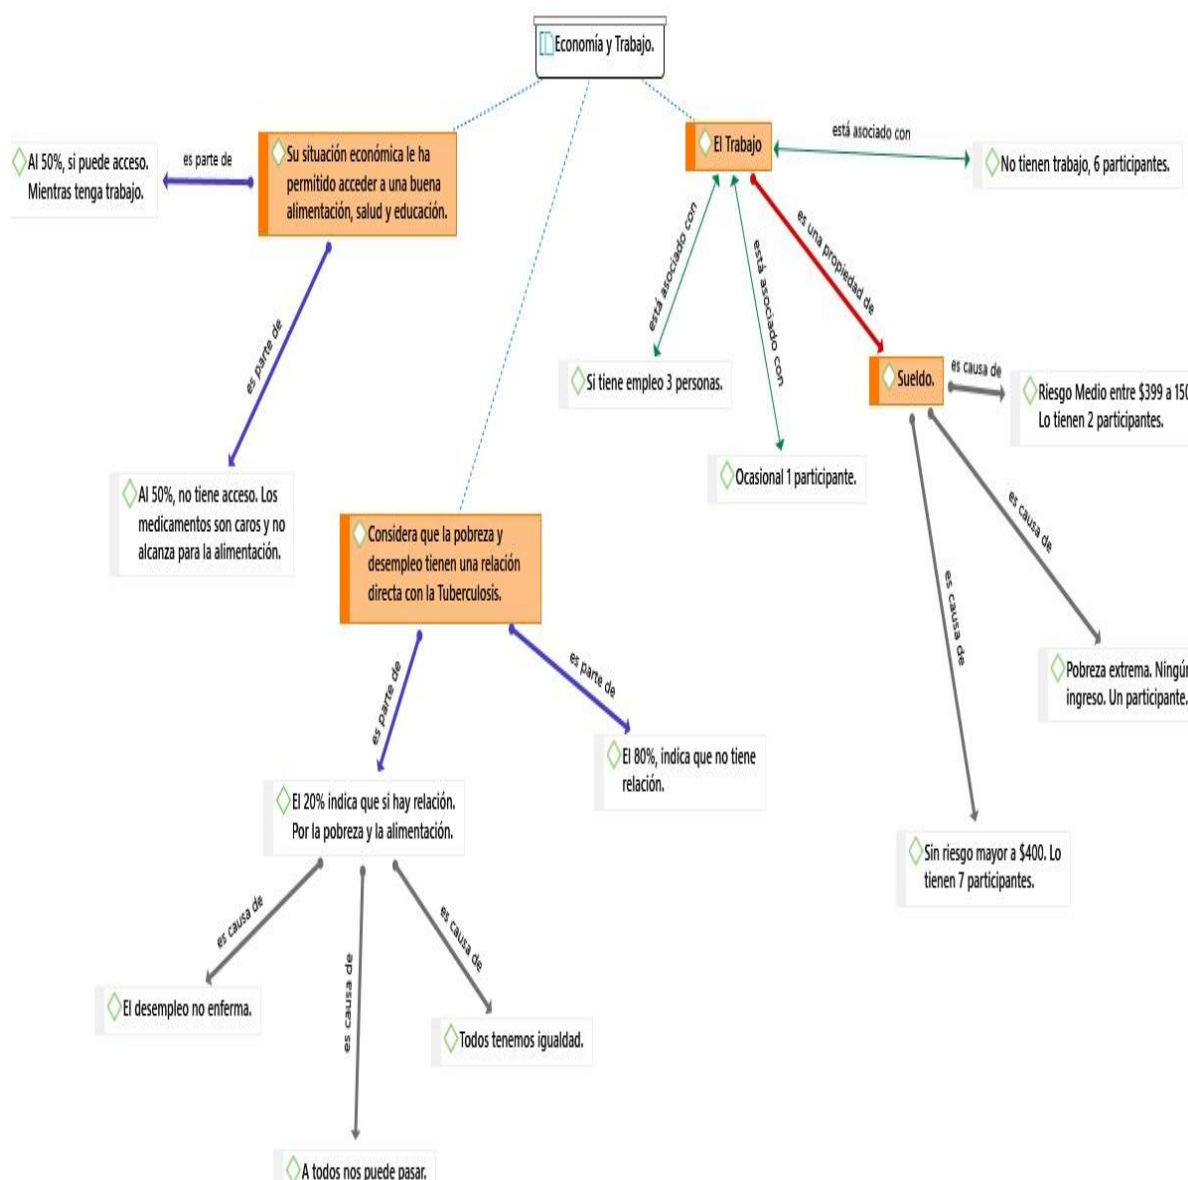 Economía y Trabajo.
Su situación económica le ha
permitido acceder a una buena
alimentación, salud y educación.
es parte de
Al 50%, si puede acceso.
Mientras tenga trabajo.
es parte de
Al 50%, no tiene acceso. Los
medicamentos son caros y no
alcanza para la alimentación.
El Trabajo
está asociado con
No tienen trabajo, 6 participantes.
está asociado con
Si tiene empleo 3 personas.
está asociado con
Ocasional 1 participante.
es una propiedad de
Sueldo.
es causa de
Riesgo Medio entre $399 a 150
Lo tienen 2 participantes.
es causa de
Pobreza extrema. Ningún
ingreso. Un participante.
es causa de
Sin riesgo mayor a $400. Lo
tienen 7 participantes.
Considera que la pobreza y
desempleo tienen una relación
directa con la Tuberculosis.
es parte de
El 80%, indica que no tiene
relación.
es parte de
El 20% indica que si hay relación.
Por la pobreza y la alimentación.
es causa de
El desempleo no enferma.
es causa de
A todos nos puede pasar.
es causa de
Todos tenemos igualdad.